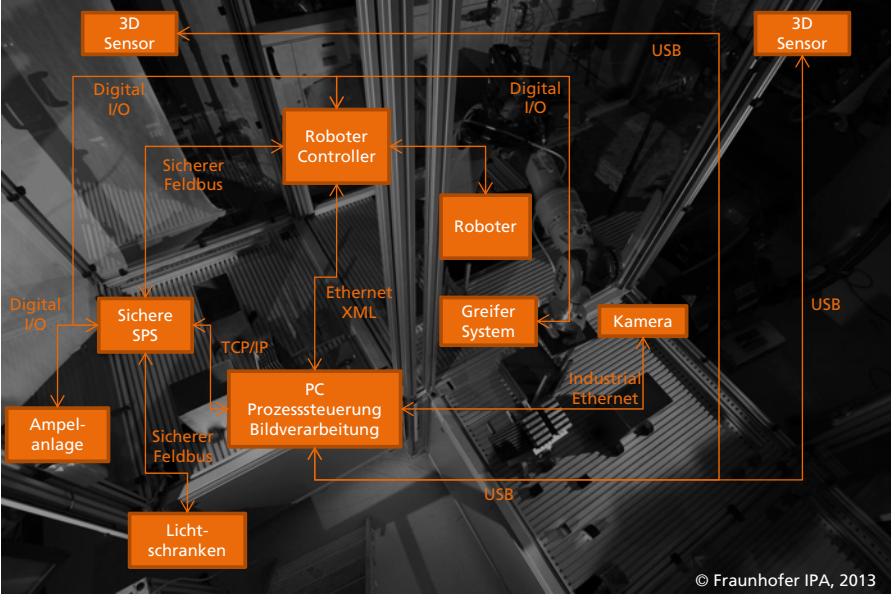 3D
Sensor
3D
Sensor
USB
Digital
I/O
Digital
I/O
Roboter
Controller
Sicherer
Feldbus
Roboter
Digital
I/O
Sichere
SPS
Ethernet
XML
Greifer
System
Kamera
USB
TCP/IP
PC
Prozesssteuerung
Bildverarbeitung
Industrial
Ethernet
Ampel-
anlage
Sicherer
Feldbus
USB
Licht-
schranken
© Fraunhofer IPA, 2013